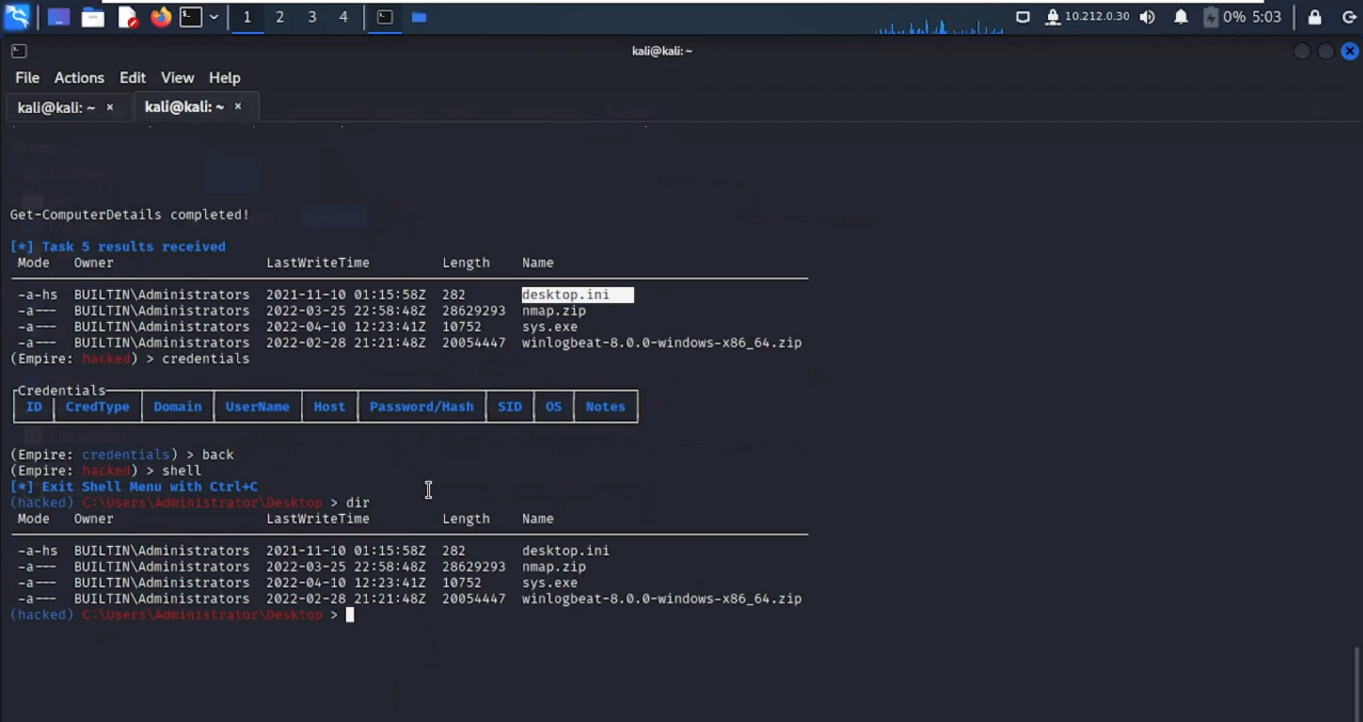 1 2 3 4 10.212.0.30 0% 5:03
kali@kali: ~
File Actions Edit View Help
kali@kali: ~ × kali@kali: ~ ×
Get-ComputerDetails completed!
[*] Task 5 results received
Mode Owner LastWriteTime Length Name
-a-hs BUILTIN\Administrators 2021-11-10 01:15:58Z 282 desktop.ini
-a--- BUILTIN\Administrators 2022-03-25 22:58:48Z 28629293 nmap.zip
-a--- BUILTIN\Administrators 2022-04-10 12:23:41Z 10752 sys.exe
-a--- BUILTIN\Administrators 2022-02-28 21:21:48Z 20054447 winlogbeat-8.0.0-windows-x86_64.zip
(Empire: hacked) > credentials
Credentials
ID CredType Domain UserName Host Password/Hash SID OS Notes
(Empire: credentials) > back
(Empire: hacked) > shell
[*] Exit Shell Menu with Ctrl+C
(hacked) C:\Users\Administrator\Desktop > dir
Mode Owner LastWriteTime Length Name
-a-hs BUILTIN\Administrators 2021-11-10 01:15:58Z 282 desktop.ini
-a--- BUILTIN\Administrators 2022-03-25 22:58:48Z 28629293 nmap.zip
-a--- BUILTIN\Administrators 2022-04-10 12:23:41Z 10752 sys.exe
-a--- BUILTIN\Administrators 2022-02-28 21:21:48Z 20054447 winlogbeat-8.0.0-windows-x86_64.zip
(hacked) C:\Users\Administrator\Desktop >